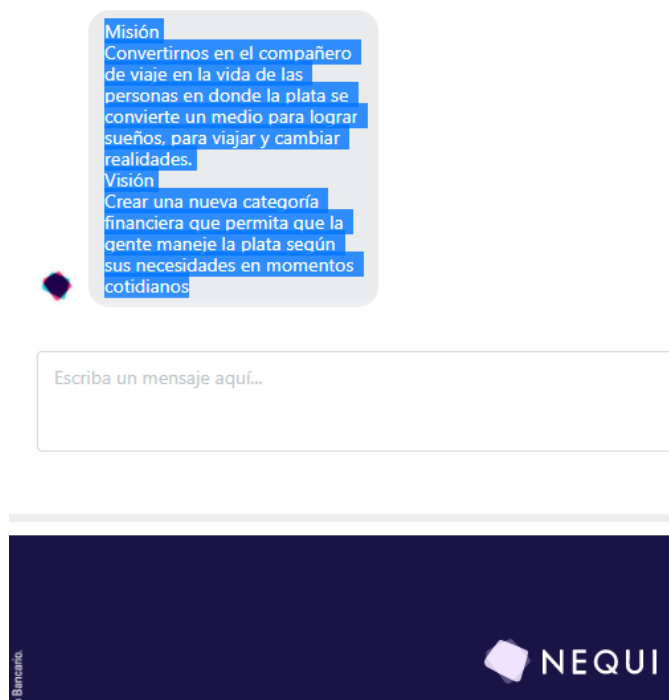 Misión
Convertirnos en el compañero
de viaje en la vida de las
personas en donde la plata se
convierte un medio para lograr
sueños, para viajar y cambiar
realidades.
Visión
Crear una nueva categoría
financiera que permita que la
gente maneje la plata según
sus necesidades en momentos
cotidianos
Escriba un mensaje aquí...
Bancario.
NEQUI